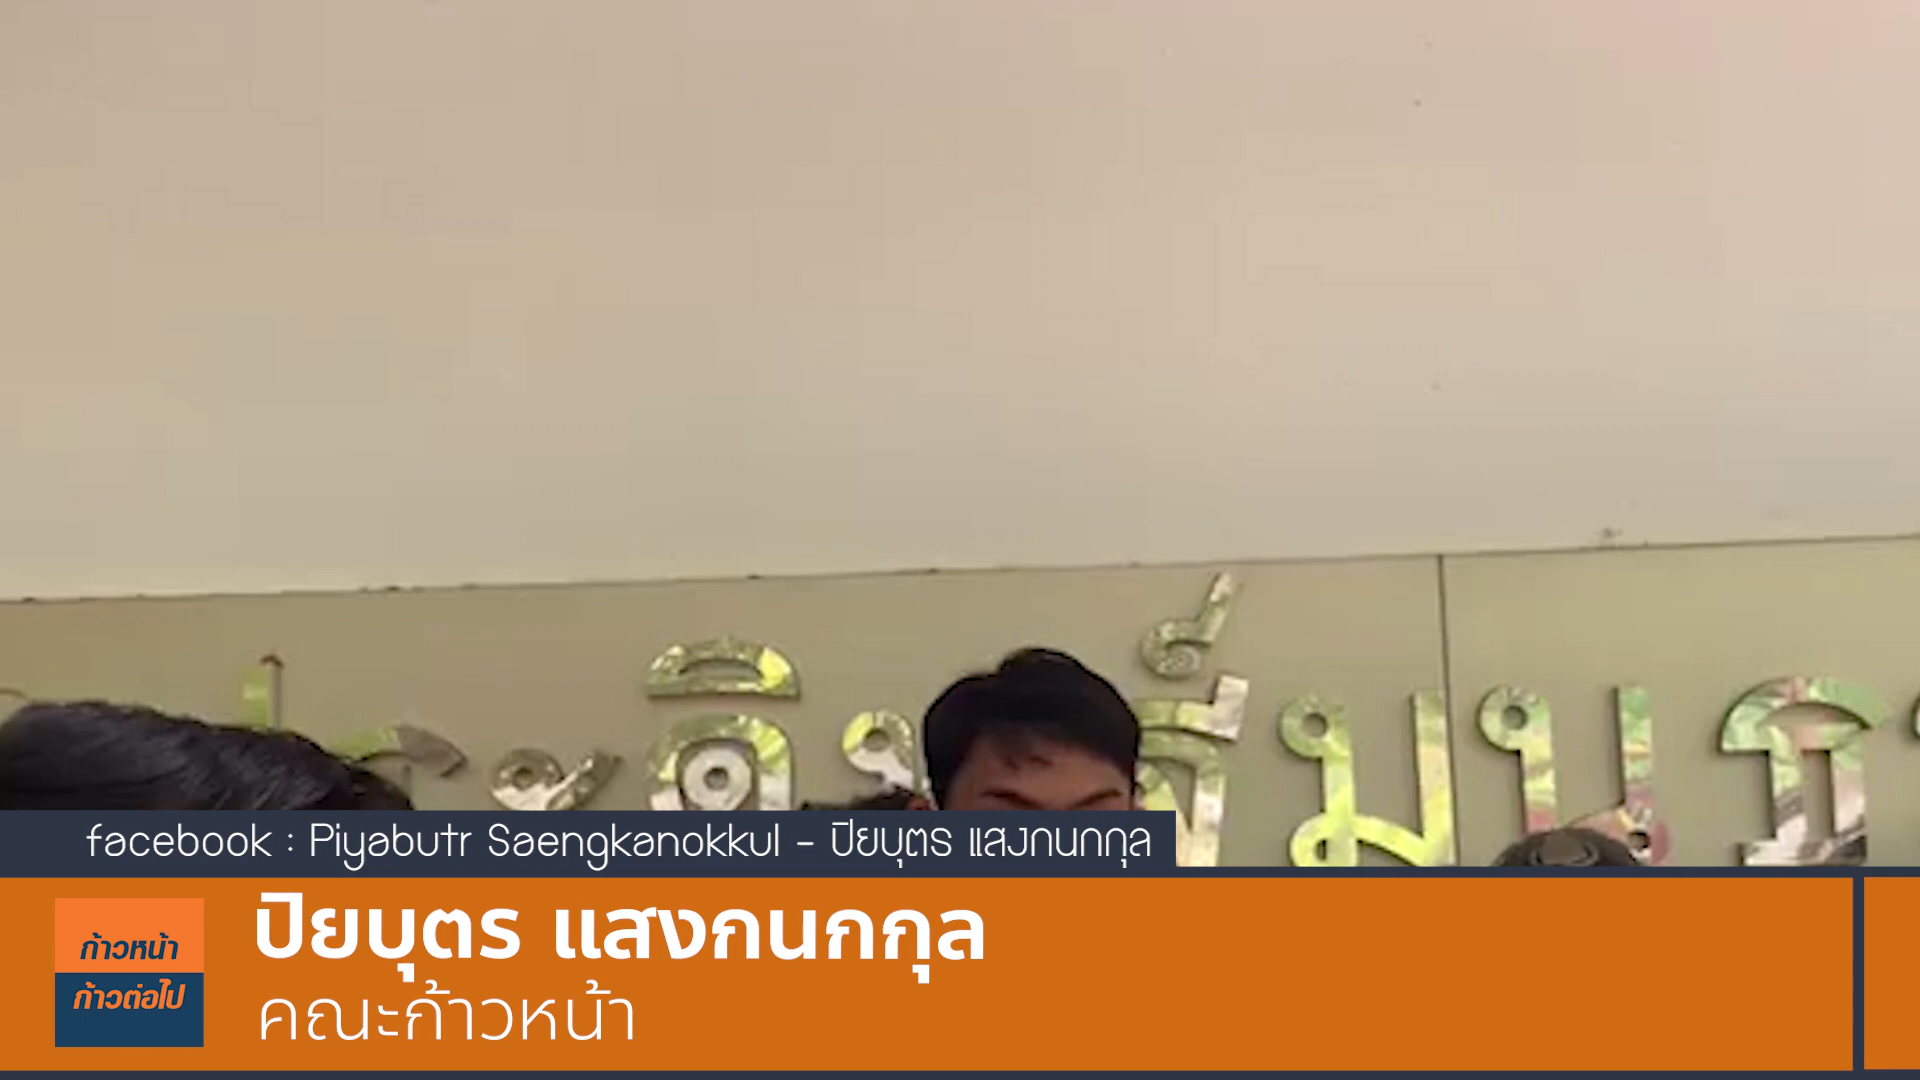 facebook : Piyabutr Saengkanokkul - ปิยบุตร แสงกนกกุล
ก้าวหน้า
ก้าวต่อไป
ปิยบุตร แสงกนกกุล
คณะก้าวหน้า